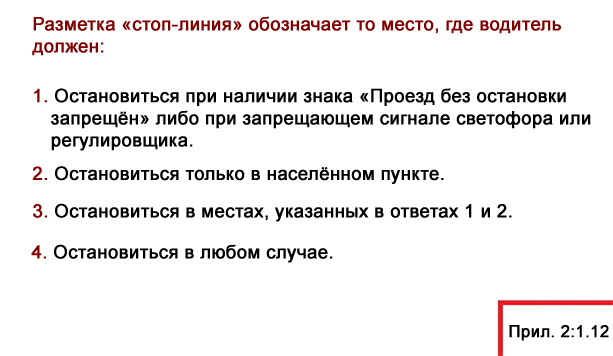 Разметка «стоп-линия» обозначает то место, где водитель
должен:
1. Остановиться при наличии знака «Проезд без остановки
запрещён» либо при запрещающем сигнале светофора или
регулировщика.
2. Остановиться только в населённом пункте.
3. Остановиться в местах, указанных в ответах 1 и 2.
4. Остановиться в любом случае.
Прил. 2:1.12